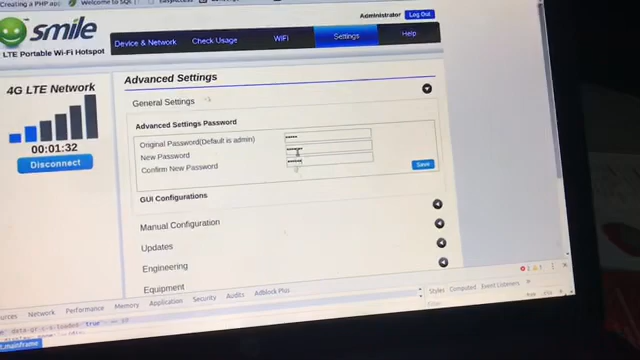 Creating a PHP app
Welcome to SQL
Administrator
Log Out
smile
LTE Portable Wi-Fi Hotspot
Device & Network
Check Usage
WiFi
Settings
Help
4G LTE Network
00:01:32
Disconnect
Advanced Settings
General Settings
Advanced Settings Password
Original Password(Default is admin)
New Password
Confirm New Password
Save
GUI Configurations
Manual Configuration
Updates
Engineering
Equipment
Network
Performance
Memory
Application
Security
Audits
Adblock Plus
Styles
Computed
Event Listeners
mainframe